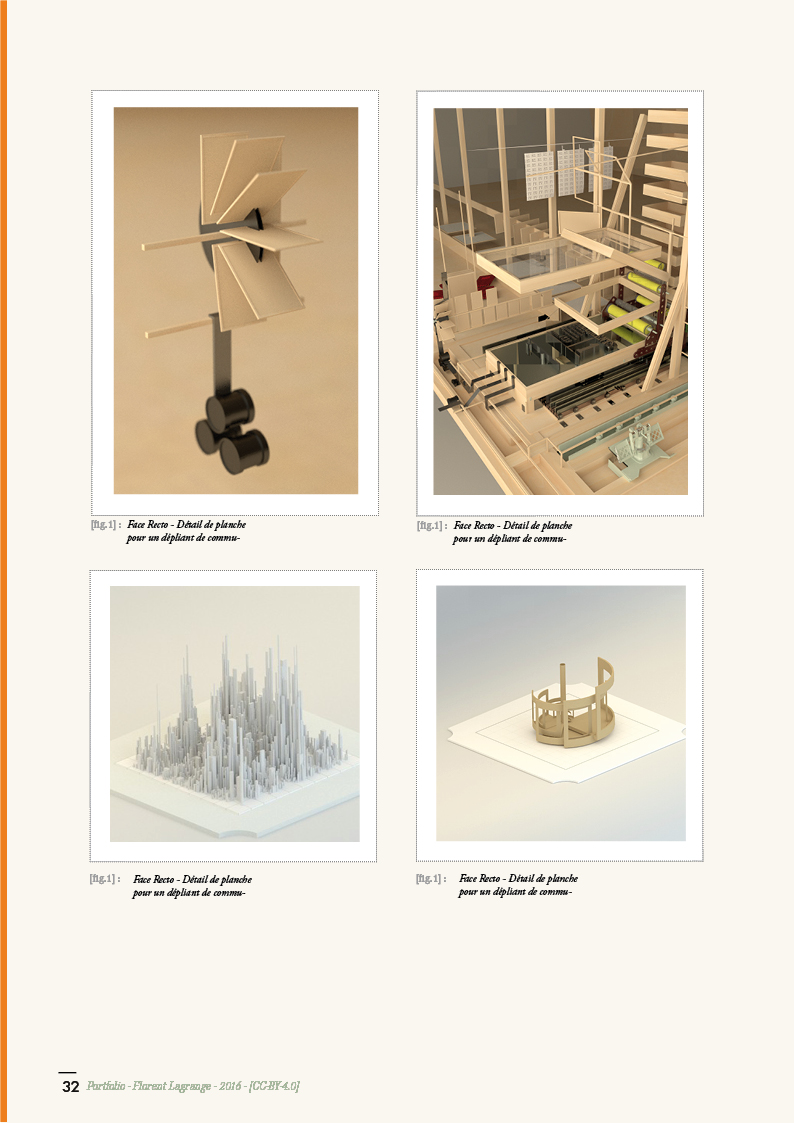 [fig.1] : Face Recto - Détail de planche
pour un dépliant de commu-
[fig.1] : Face Recto - Détail de planche
pour un dépliant de commu-
[fig.1] : Face Recto - Détail de planche
pour un dépliant de commu-
[fig.1] : Face Recto - Détail de planche
pour un dépliant de commu-
32 Portfolio - Florent Lagrange - 2016 - [CC-BY-4.0]